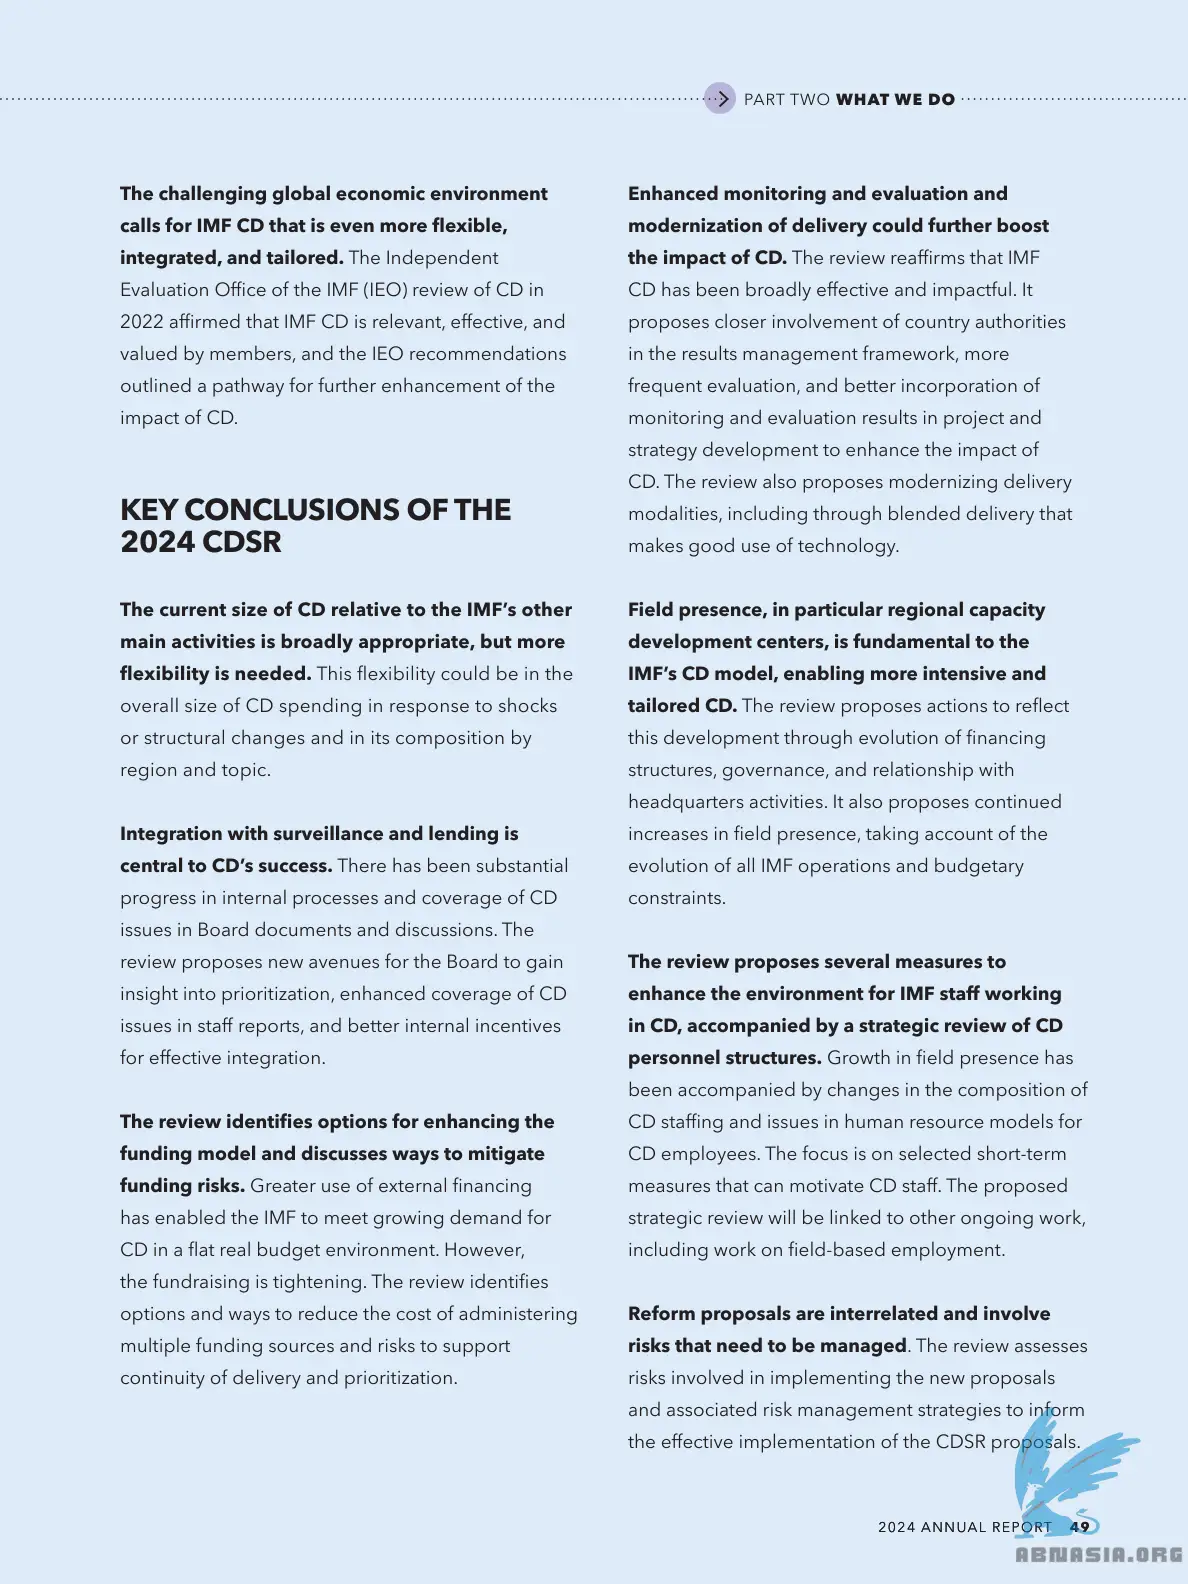 PART TWO WHAT WE DO
The challenging global economic environment
calls for IMF CD that is even more flexible,
integrated, and tailored. The Independent
Evaluation Office of the IMF (IEO) review of CD in
2022 affirmed that IMF CD is relevant, effective, and
valued by members, and the IEO recommendations
outlined a pathway for further enhancement of the
impact of CD.
KEY CONCLUSIONS OF THE
2024 CDSR
The current size of CD relative to the IMF’s other
main activities is broadly appropriate, but more
flexibility is needed. This flexibility could be in the
overall size of CD spending in response to shocks
or structural changes and in its composition by
region and topic.
Integration with surveillance and lending is
central to CD’s success. There has been substantial
progress in internal processes and coverage of CD
issues in Board documents and discussions. The
review proposes new avenues for the Board to gain
insight into prioritization, enhanced coverage of CD
issues in staff reports, and better internal incentives
for effective integration.
The review identifies options for enhancing the
funding model and discusses ways to mitigate
funding risks. Greater use of external financing
has enabled the IMF to meet growing demand for
CD in a flat real budget environment. However,
the fundraising is tightening. The review identifies
options and ways to reduce the cost of administering
multiple funding sources and risks to support
continuity of delivery and prioritization.
Enhanced monitoring and evaluation and
modernization of delivery could further boost
the impact of CD. The review reaffirms that IMF
CD has been broadly effective and impactful. It
proposes closer involvement of country authorities
in the results management framework, more
frequent evaluation, and better incorporation of
monitoring and evaluation results in project and
strategy development to enhance the impact of
CD. The review also proposes modernizing delivery
modalities, including through blended delivery that
makes good use of technology.
Field presence, in particular regional capacity
development centers, is fundamental to the
IMF’s CD model, enabling more intensive and
tailored CD. The review proposes actions to reflect
this development through evolution of financing
structures, governance, and relationship with
headquarters activities. It also proposes continued
increases in field presence, taking account of the
evolution of all IMF operations and budgetary
constraints.
The review proposes several measures to
enhance the environment for IMF staff working
in CD, accompanied by a strategic review of CD
personnel structures. Growth in field presence has
been accompanied by changes in the composition of
CD staffing and issues in human resource models for
CD employees. The focus is on selected short-term
measures that can motivate CD staff. The proposed
strategic review will be linked to other ongoing work,
including work on field-based employment.
Reform proposals are interrelated and involve
risks that need to be managed. The review assesses
risks involved in implementing the new proposals
and associated risk management strategies to inform
the effective implementation of the CDSR proposals.
2024 ANNUAL REPORT 49
ABNASIA.ORG